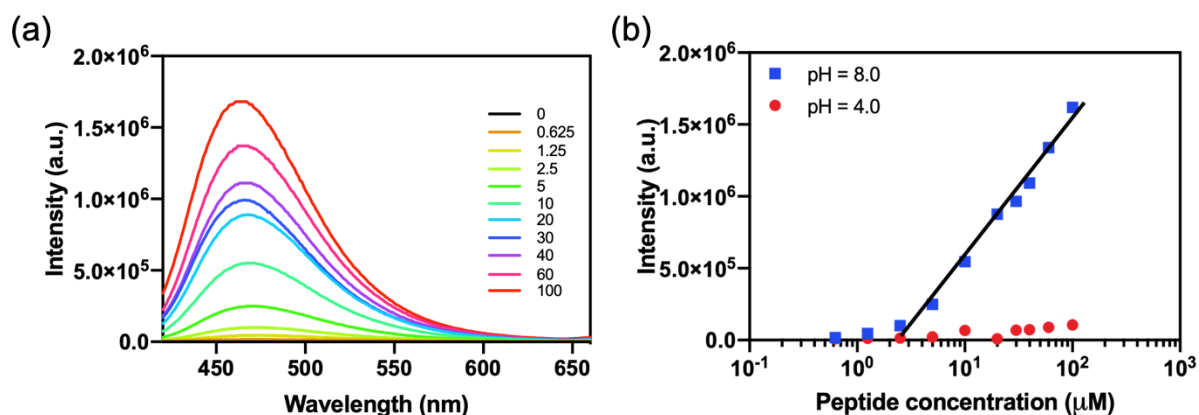 (a)
2.0×10⁶
1.5×10⁶
1.0×10⁶
5.0×10⁵
0.0
Intensity (a.u.)
450 500 550 600 650
Wavelength (nm)
0
0.625
1.25
2.5
5
10
20
30
40
60
100
(b)
2.0×10⁶
1.5×10⁶
1.0×10⁶
5.0×10⁵
0.0
Intensity (a.u.)
pH = 8.0
pH = 4.0
10⁻¹ 10⁰ 10¹ 10² 10³
Peptide concentration (μM)